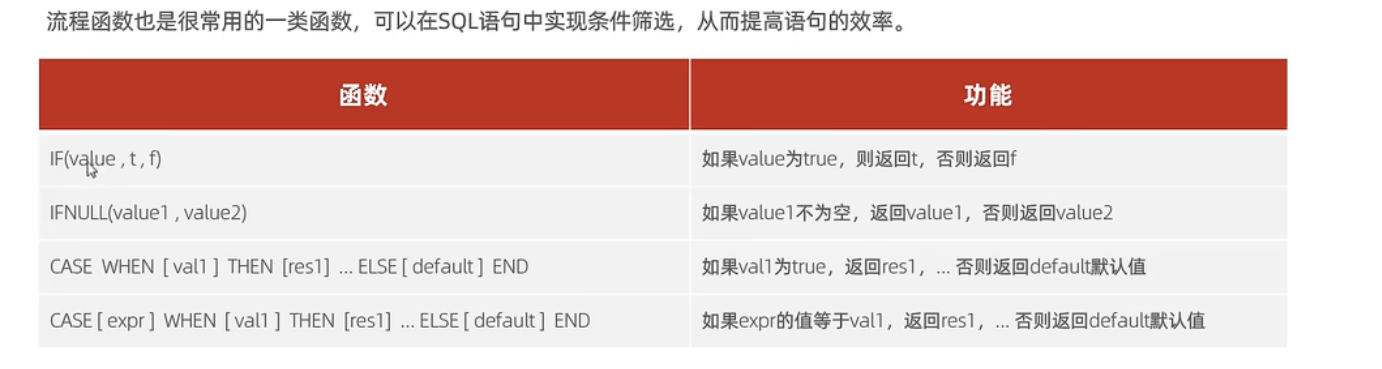 流程函数也是很常用的一类函数，可以在SQL语句中实现条件筛选，从而提高语句的效率。
函数 功能
IF(value , t , f) 如果value为true，则返回t，否则返回f
IFNULL(value1 , value2) 如果value1不为空，返回value1，否则返回value2
CASE WHEN [ val1 ] THEN [res1] ... ELSE [ default ] END 如果val1为true，返回res1，... 否则返回default默认值
CASE [ expr ] WHEN [ val1 ] THEN [res1] ... ELSE [ default ] END 如果expr的值等于val1，返回res1，... 否则返回default默认值